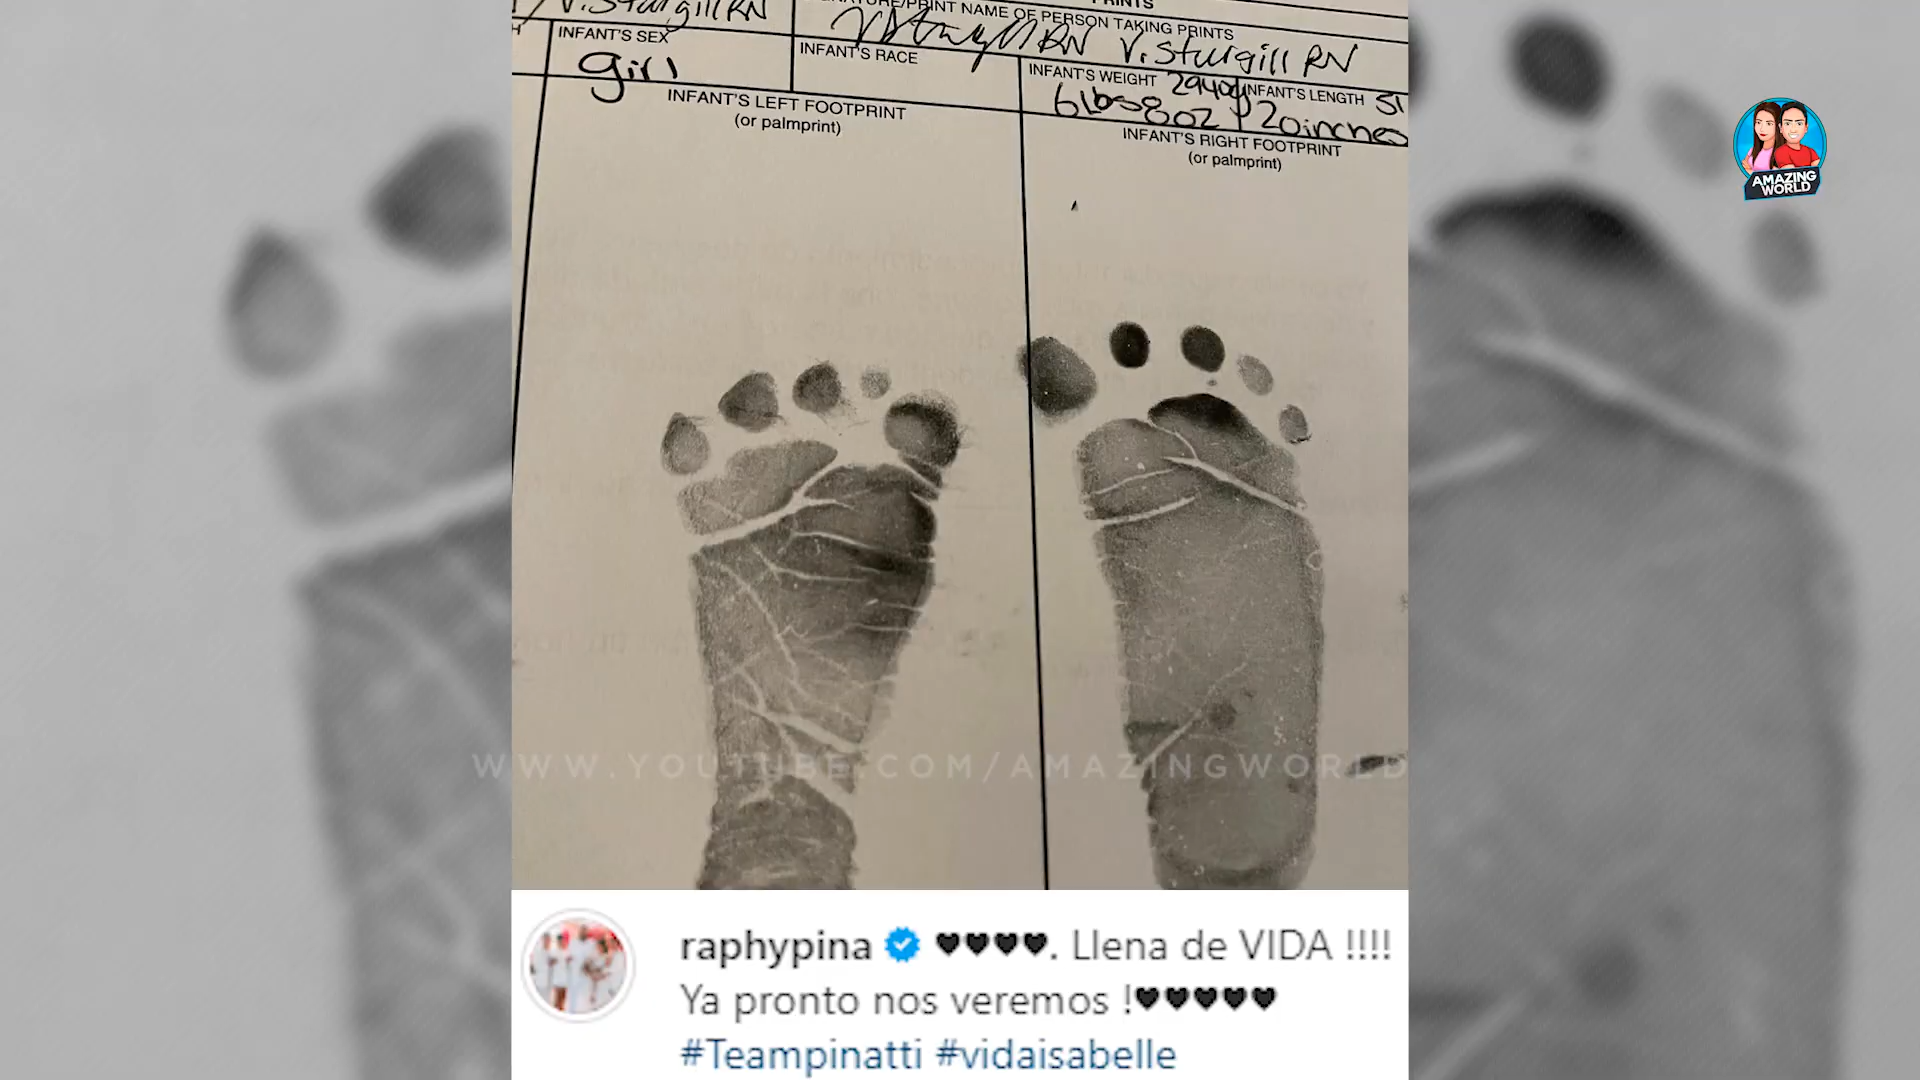 PRINTS
V. Sturgill RN
SIGNATURE/PRINT NAME OF PERSON TAKING PRINTS
V. Sturgill RN
INFANT'S SEX
girl
INFANT'S RACE
INFANT'S WEIGHT 2940g
6lbs 8oz
INFANT'S LENGTH 51
20inches
INFANT'S LEFT FOOTPRINT
(or palmprint)
INFANT'S RIGHT FOOTPRINT
(or palmprint)
AMAZING
WORLD
WWW.YOUTUBE.COM/AMAZINGWORLD
raphypina ♥♥♥♥. Llena de VIDA !!!!
Ya pronto nos veremos !♥♥♥♥♥
#Teampinatti #vidaisabelle